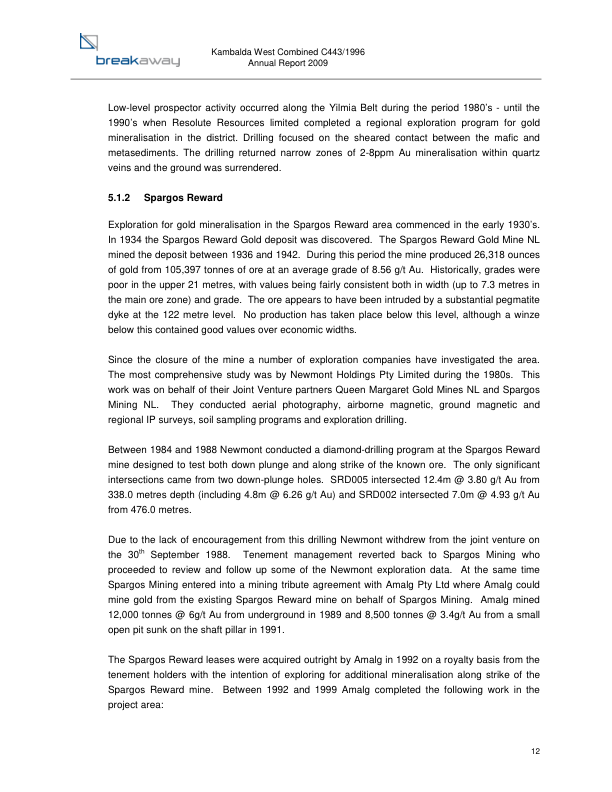 breakaway
Kambalda West Combined C443/1996
Annual Report 2009
Low-level prospector activity occurred along the Yilmia Belt during the period 1980's - until the
1990's when Resolute Resources limited completed a regional exploration program for gold
mineralisation in the district. Drilling focused on the sheared contact between the mafic and
metasediments. The drilling returned narrow zones of 2-8ppm Au mineralisation within quartz
veins and the ground was surrendered.
5.1.2 Spargos Reward
Exploration for gold mineralisation in the Spargos Reward area commenced in the early 1930's.
In 1934 the Spargos Reward Gold deposit was discovered. The Spargos Reward Gold Mine NL
mined the deposit between 1936 and 1942. During this period the mine produced 26,318 ounces
of gold from 105,397 tonnes of ore at an average grade of 8.56 g/t Au. Historically, grades were
poor in the upper 21 metres, with values being fairly consistent both in width (up to 7.3 metres in
the main ore zone) and grade. The ore appears to have been intruded by a substantial pegmatite
dyke at the 122 metre level. No production has taken place below this level, although a winze
below this contained good values over economic widths.
Since the closure of the mine a number of exploration companies have investigated the area.
The most comprehensive study was by Newmont Holdings Pty Limited during the 1980s. This
work was on behalf of their Joint Venture partners Queen Margaret Gold Mines NL and Spargos
Mining NL. They conducted aerial photography, airborne magnetic, ground magnetic and
regional IP surveys, soil sampling programs and exploration drilling.
Between 1984 and 1988 Newmont conducted a diamond-drilling program at the Spargos Reward
mine designed to test both down plunge and along strike of the known ore. The only significant
intersections came from two down-plunge holes. SRD005 intersected 12.4m @ 3.80 g/t Au from
338.0 metres depth (including 4.8m @ 6.26 g/t Au) and SRD002 intersected 7.0m @ 4.93 g/t Au
from 476.0 metres.
Due to the lack of encouragement from this drilling Newmont withdrew from the joint venture on
the 30th September 1988. Tenement management reverted back to Spargos Mining who
proceeded to review and follow up some of the Newmont exploration data. At the same time
Spargos Mining entered into a mining tribute agreement with Amalg Pty Ltd where Amalg could
mine gold from the existing Spargos Reward mine on behalf of Spargos Mining. Amalg mined
12,000 tonnes @ 6g/t Au from underground in 1989 and 8,500 tonnes @ 3.4g/t Au from a small
open pit sunk on the shaft pillar in 1991.
The Spargos Reward leases were acquired outright by Amalg in 1992 on a royalty basis from the
tenement holders with the intention of exploring for additional mineralisation along strike of the
Spargos Reward mine. Between 1992 and 1999 Amalg completed the following work in the
project area:
12